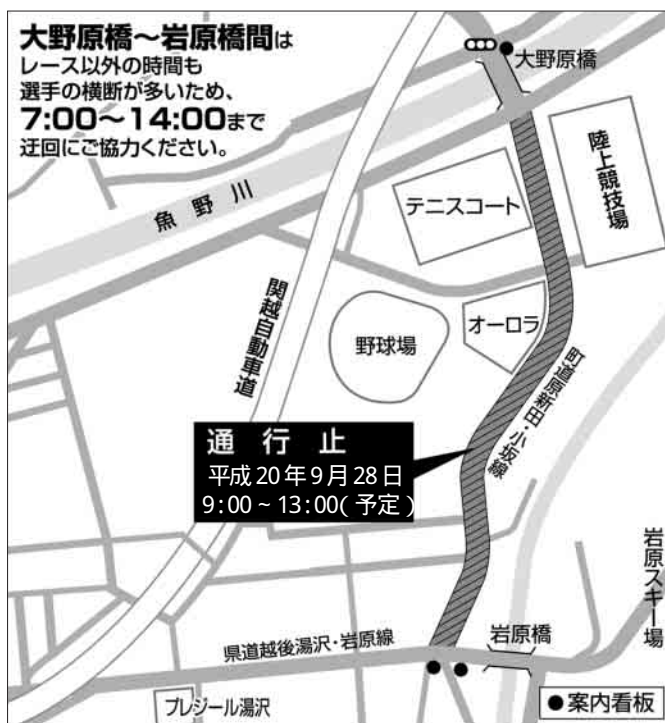 大野原橋～岩原橋間は
レース以外の時間も
選手の横断が多いため、
7:00～14:00まで
迂回にご協力ください。
大野原橋
陸上競技場
魚野川
テニスコート
関越自動車道
オーロラ
野球場
町道原新田・小坂線
通行止
平成20年9月28日
9:00~13:00(予定)
岩原スキー場
岩原橋
県道越後湯沢・岩原線
プレジール湯沢
●案内看板